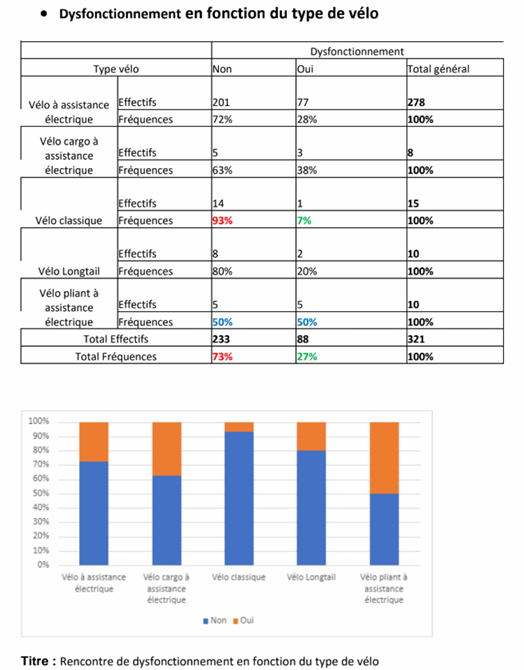 • Dysfonctionnement en fonction du type de vélo
Dysfonctionnement
Type vélo Non Oui Total général
Vélo à assistance électrique Effectifs 201 77 278
Fréquences 72% 28% 100%
Vélo cargo à assistance électrique Effectifs 5 3 8
Fréquences 63% 38% 100%
Vélo classique Effectifs 14 1 15
Fréquences 93% 7% 100%
Vélo Longtail Effectifs 8 2 10
Fréquences 80% 20% 100%
Vélo pliant à assistance électrique Effectifs 5 5 10
Fréquences 50% 50% 100%
Total Effectifs 233 88 321
Total Fréquences 73% 27% 100%
100%
90%
80%
70%
60%
50%
40%
30%
20%
10%
0%
Vélo à assistance électrique
Vélo cargo à assistance électrique
Vélo classique
Vélo Longtail
Vélo pliant à assistance électrique
Non Oui
Titre : Rencontre de dysfonctionnement en fonction du type de vélo